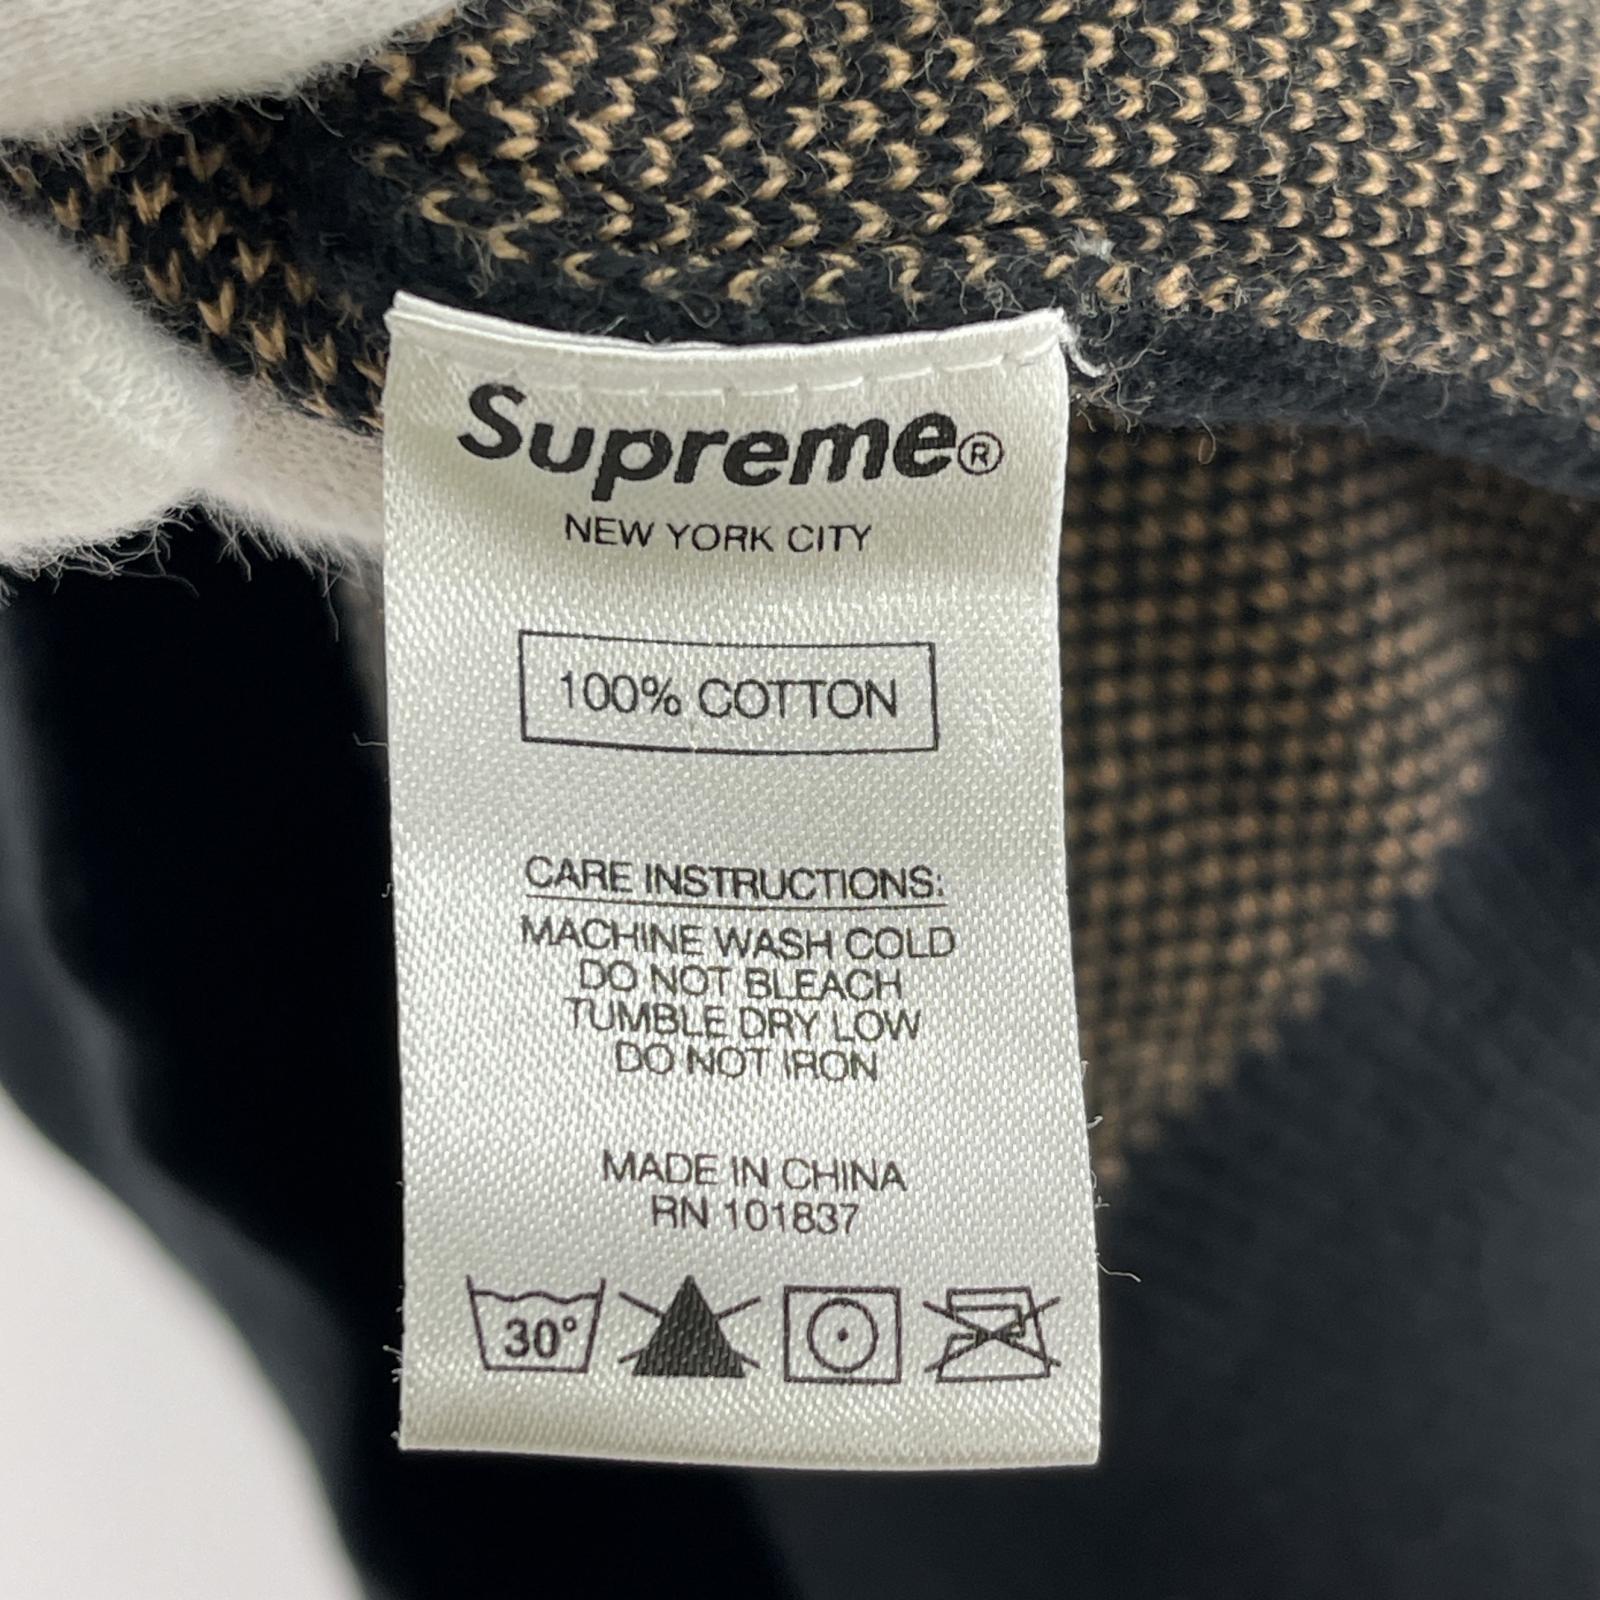 Supreme®
NEW YORK CITY
100% COTTON
CARE INSTRUCTIONS:
MACHINE WASH COLD
DO NOT BLEACH
TUMBLE DRY LOW
DO NOT IRON
MADE IN CHINA
RN 101837
30°